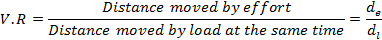 V.R = Distance moved by effort / Distance moved by load at the same time = d_e / d_l